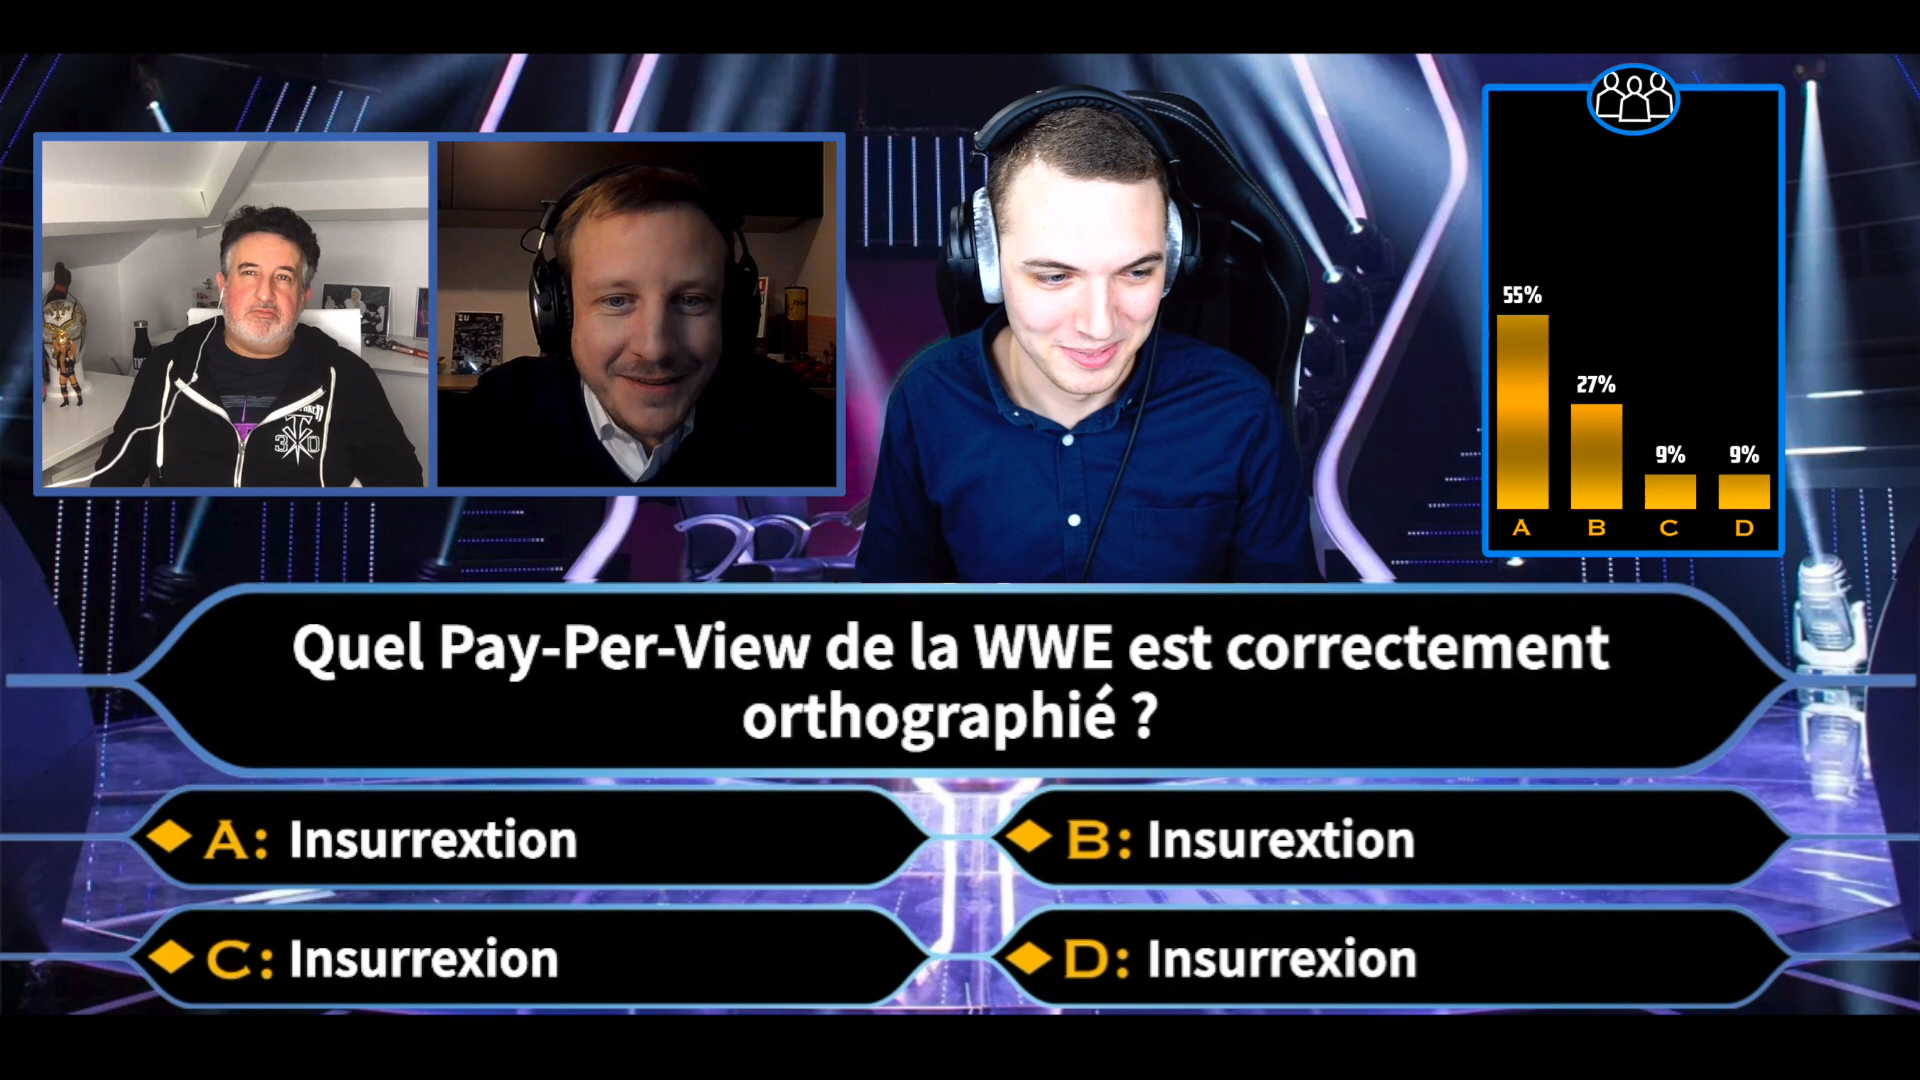 55%
27%
9%
9%
A
B
C
D
Quel Pay-Per-View de la WWE est correctement
orthographié ?
A: Insurrextion
B: Insurextion
C: Insurrexion
D: Insurrexion